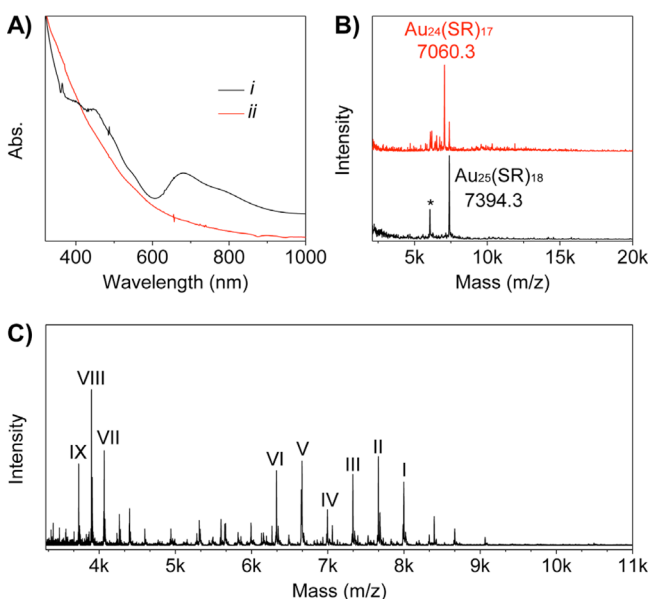 A)
Abs.
i
ii
400 600 800 1000
Wavelength (nm)
B)
Intensity
Au24(SR)17
7060.3
Au25(SR)18
7394.3
*
5k 10k 15k 20k
Mass (m/z)
C)
Intensity
IX VIII VII VI V IV III II I
4k 5k 6k 7k 8k 9k 10k 11k
Mass (m/z)